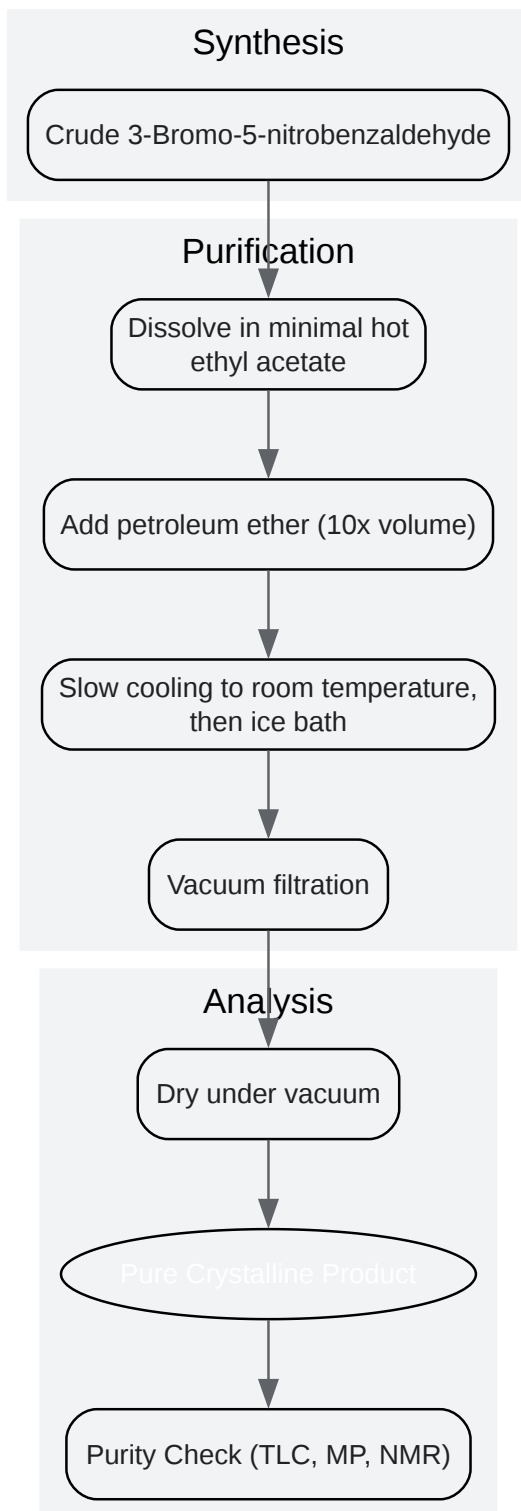 Synthesis
Crude 3-Bromo-5-nitrobenzaldehyde
Purification
Dissolve in minimal hot
ethyl acetate
Add petroleum ether (10x volume)
Slow cooling to room temperature,
then ice bath
Vacuum filtration
Analysis
Dry under vacuum
Pure Crystalline Product
Purity Check (TLC, MP, NMR)